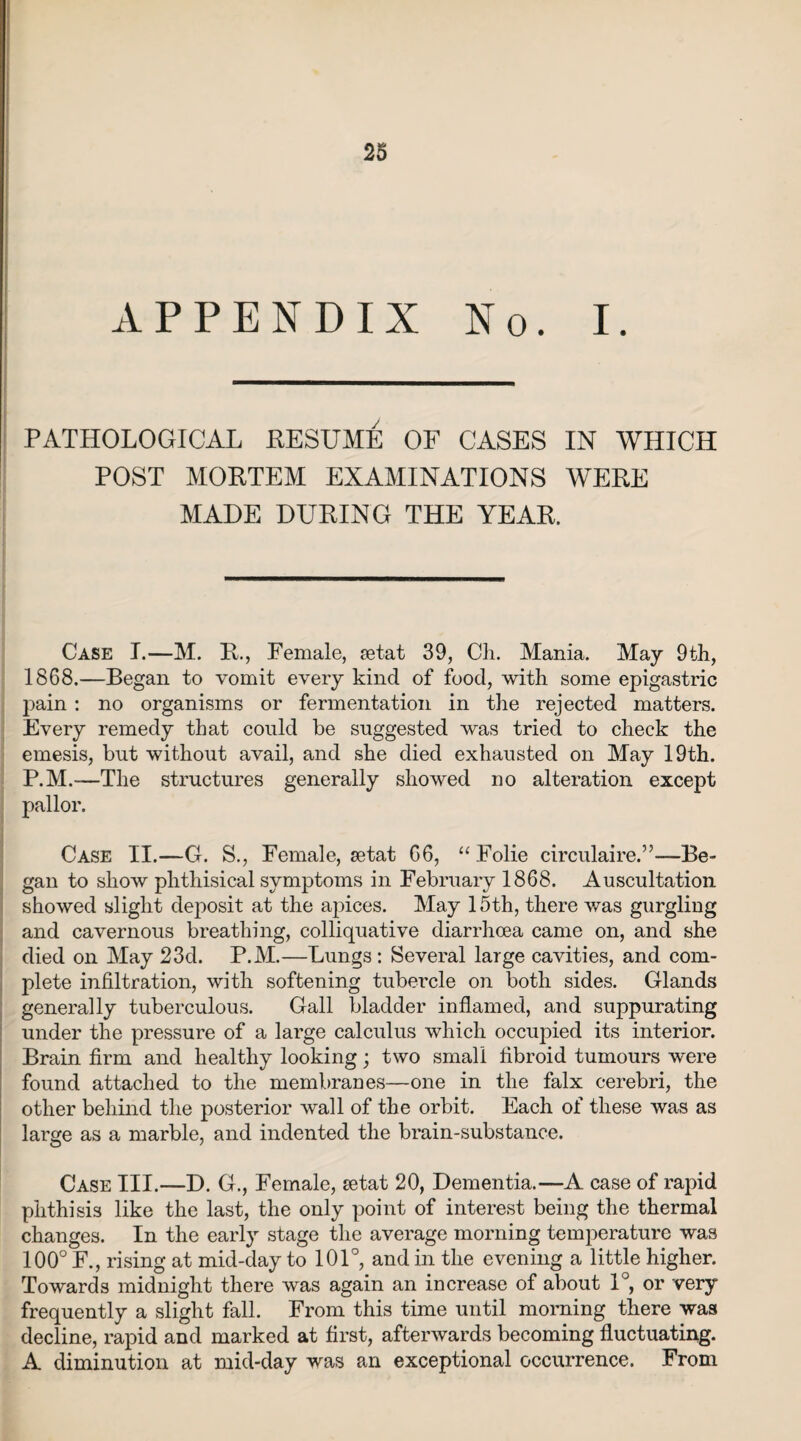 25
APPENDIX No. I.
PATHOLOGICAL RESUMÉ OF CASES IN WHICH
POST MORTEM EXAMINATIONS WERE
MADE DURING THE YEAR.
Case I.—M. R., Female, ætat 39, Ch. Mania. May 9th,
1868.—Began to vomit every kind of food, with some epigastric
pain : no organisms or fermentation in the rejected matters.
Every remedy that could be suggested was tried to check the
emesis, but without avail, and she died exhausted on May 19th.
P.M.—The structures generally showed no alteration except
pallor.
Case II.—G. S., Female, ætat 66, “ Folie circulaire.”—Be-
gan to show phthisical symptoms in February 1868. Auscultation
showed slight deposit at the apices. May 15th, there was gurgling
and cavernous breathing, colliquative diarrhœa came on, and she
died on May 23d. P.M.—Lungs : Several large cavities, and com-
plete infiltration, with softening tubercle on both sides. Glands
generally tuberculous. Gall bladder inflamed, and suppurating
under the pressure of a large calculus which occupied its interior.
Brain firm and healthy looking ; two small fibroid tumours were
found attached to the membranes—one in the falx cerebri, the
other behind the posterior wall of the orbit. Each of these was as
large as a marble, and indented the brain-substance.
Case III.—D. G., Female, ætat 20, Dementia.—A case of rapid
phthisis like the last, the only point of interest being the thermal
changes. In the early stage the average morning temperature was
100° F., rising at mid-day to 101°, and in the evening a little higher.
Towards midnight there was again an increase of about 1°, or very
frequently a slight fall. From this time until morning there was
decline, rapid and marked at first, afterwards becoming fluctuating.
A diminution at mid-day was an exceptional occurrence. From